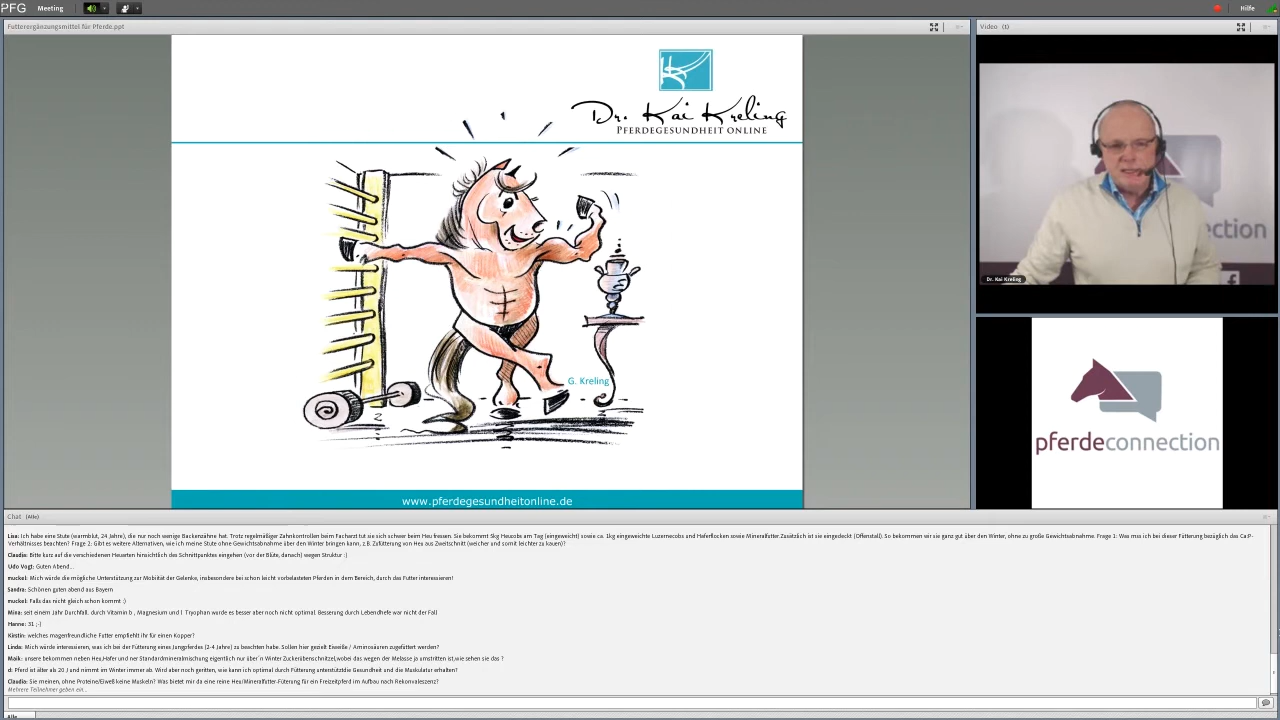 PFG Meeting Hilfe
Futterergänzungsmittel für Pferde.ppt
Video (1)
Dr. Kai Kreling
PFERDEGESUNDHEIT ONLINE
G. Kreling
www.pferdegesundheitonline.de
ection
Dr. Kai Kreling
pferdeconnection
Chat (Alle)
Lisa: Ich habe eine Stute (warmblut, 24 Jahre), die nur noch wenige Backenzähne hat. Trotz regelmäßiger Zahnkontrollen beim Facharzt tut sie sich schwer beim Heu fressen. Sie bekommt 5kg Heucobs am Tag (eingeweicht) sowie ca. 1kg eingeweichte Luzernecobs und Haferflocken sowie Mineralfutter.Zusätzlich ist sie eingedeckt (Offenstall). So bekommen wir sie ganz gut über den Winter, ohne zu große Gewichtsabnahme. Frage 1: Was mis ich bei dieser Fütterung bezüglich das Ca:P-
Verhältnisses beachten? Frage 2: Gibt es weitere Alternativen, wie ich meine Stute ohne Gewichtsabnahme über den Winter bringen kann, z.B. Zufütterung von Heu aus Zweitschnitt (weicher und somit leichter zu kauen)?
Claudia: Bitte kurz auf die verschiedenen Heuarten hinsichtlich des Schnittpunktes eingehen (vor der Blüte, danach) wegen Struktur :)
Udo Vogt: Guten Abend...
muckel: Mich würde die mögliche Unterstützung zur Mobilität der Gelenke, insbesondere bei schon leicht vorbelasteten Pferden in dem Bereich, durch das Futter interessieren!
Sandra: Schönen guten abend aus Bayern
muckel: Falls das nicht gleich schon kommt :)
Mira: seit einem Jahr Durchfall. durch Vitamin b , Magnesium und l Tryophan wurde es besser aber noch nicht optimal. Besserung durch Lebendhefe war nicht der Fall
Hanne: 31 ;-)
Kirstin: welches magenfreundliche Futter empfiehlt ihr für einen Kopper?
Linda: Mich würde interessieren, was ich bei der Fütterung eines Jungpferdes (2-4 Jahre) zu beachten habe. Sollen hier gezielt Eiweiße / Aminosäuren zugefüttert werden?
Maik: unsere bekommen neben Heu,Hafer und ner Standardmineralmischung eigentlich nur über´n Winter Zuckerübenschnitzel,wobei das wegen der Melasse ja umstritten ist,wie sehen sie das ?
d: Pferd ist älter als 20 J und nimmt im Winter immer ab. Wird aber noch geritten, wie kann ich optimal durch Fütterung unterstützt die Gesundheit und die Muskulatur erhalten?
Claudia: Sie meinen, ohne Proteine/Eiweß keine Muskeln? Was bietet mir da eine reine Heu/Mineralfutter-Füterung für ein Freizeitpferd im Aufbau nach Rekonvaleszenz?
Mehrere Teilnehmer geben ein...
Alle